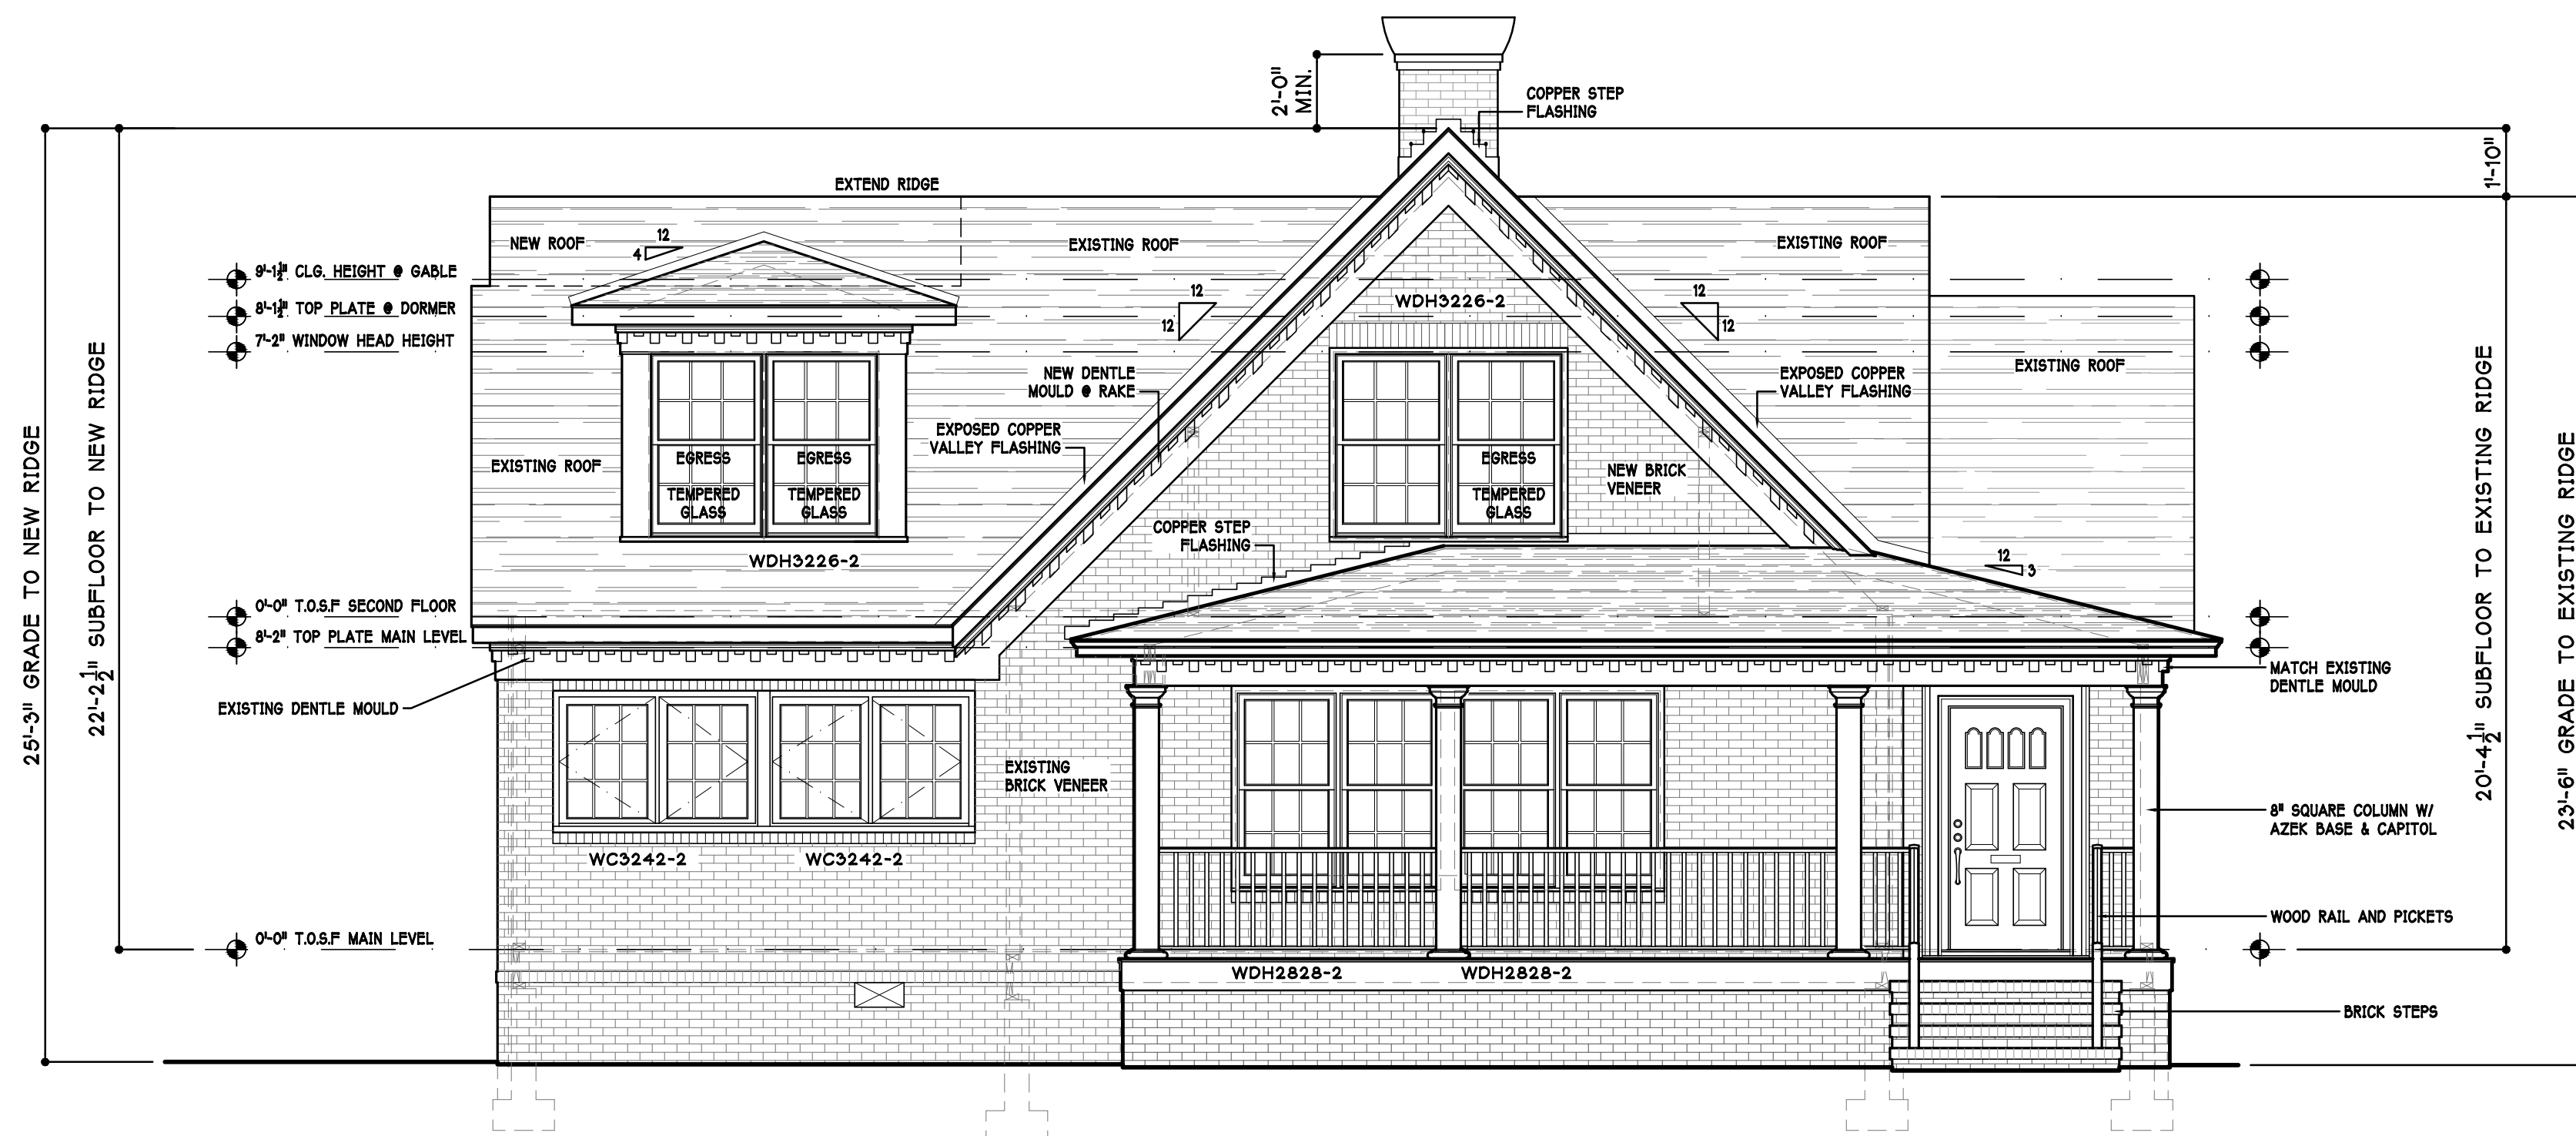 2'-0"
MIN.
COPPER STEP
FLASHING
1'-10"
EXTEND RIDGE
NEW ROOF
12
4
EXISTING ROOF
EXISTING ROOF
9'-1½" CLG. HEIGHT @ GABLE
8'-1½" TOP PLATE @ DORMER
7'-2" WINDOW HEAD HEIGHT
12
12
WDH3226-2
12
12
EXISTING ROOF
NEW DENTLE
MOULD @ RAKE
EXPOSED COPPER
VALLEY FLASHING
EXPOSED COPPER
VALLEY FLASHING
EXISTING ROOF
EGRESS
EGRESS
TEMPERED
GLASS
TEMPERED
GLASS
EGRESS
TEMPERED
GLASS
NEW BRICK
VENEER
COPPER STEP
FLASHING
WDH3226-2
12
3
0'-0" T.O.S.F SECOND FLOOR
8'-2" TOP PLATE MAIN LEVEL
EXISTING DENTLE MOULD
MATCH EXISTING
DENTLE MOULD
EXISTING
BRICK VENEER
8" SQUARE COLUMN W/
AZEK BASE & CAPITOL
WC3242-2
WC3242-2
WOOD RAIL AND PICKETS
0'-0" T.O.S.F MAIN LEVEL
WDH2828-2
WDH2828-2
BRICK STEPS
25'-3" GRADE TO NEW RIDGE
22'-2½" SUBFLOOR TO NEW RIDGE
20'-4½" SUBFLOOR TO EXISTING RIDGE
23'-6" GRADE TO EXISTING RIDGE